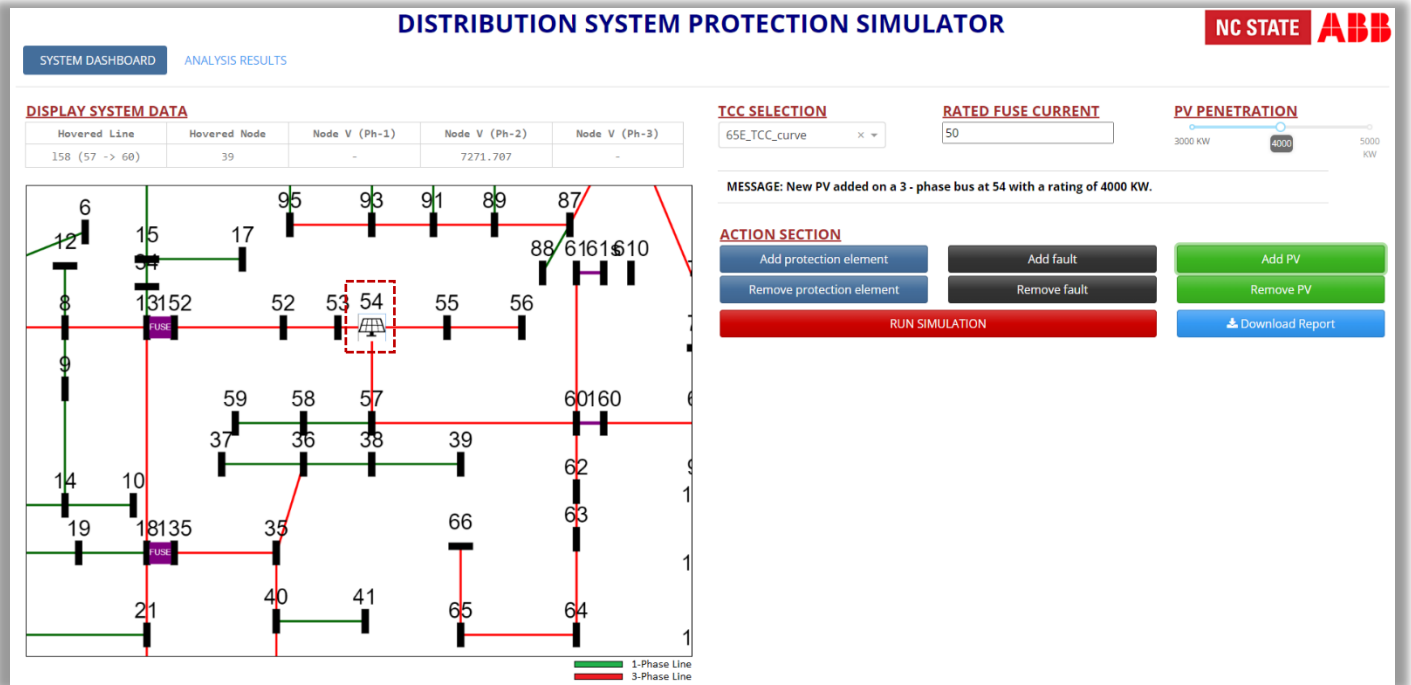 DISTRIBUTION SYSTEM PROTECTION SIMULATOR
NC STATE ABB
SYSTEM DASHBOARD ANALYSIS RESULTS
DISPLAY SYSTEM DATA
Hovered Line Hovered Node Node V (Ph-1) Node V (Ph-2) Node V (Ph-3)
158 (57 -> 60) 39 - 7271.707 -
TCC SELECTION RATED FUSE CURRENT PV PENETRATION
65E_TCC_curve 50
3000 KW 4000 5000 KW
MESSAGE: New PV added on a 3 - phase bus at 54 with a rating of 4000 KW.
ACTION SECTION
Add protection element Add fault Add PV
Remove protection element Remove fault Remove PV
RUN SIMULATION Download Report
6 95 93 91 89 87
12 15 17 88 61 61s 610
34
8 13 152 52 53 54 55 56
FUSE
9
59 58 57 60 160
37 36 38 39
62
14 10
19 18 135 35 66 63
FUSE
21 40 41 65 64
1-Phase Line
3-Phase Line